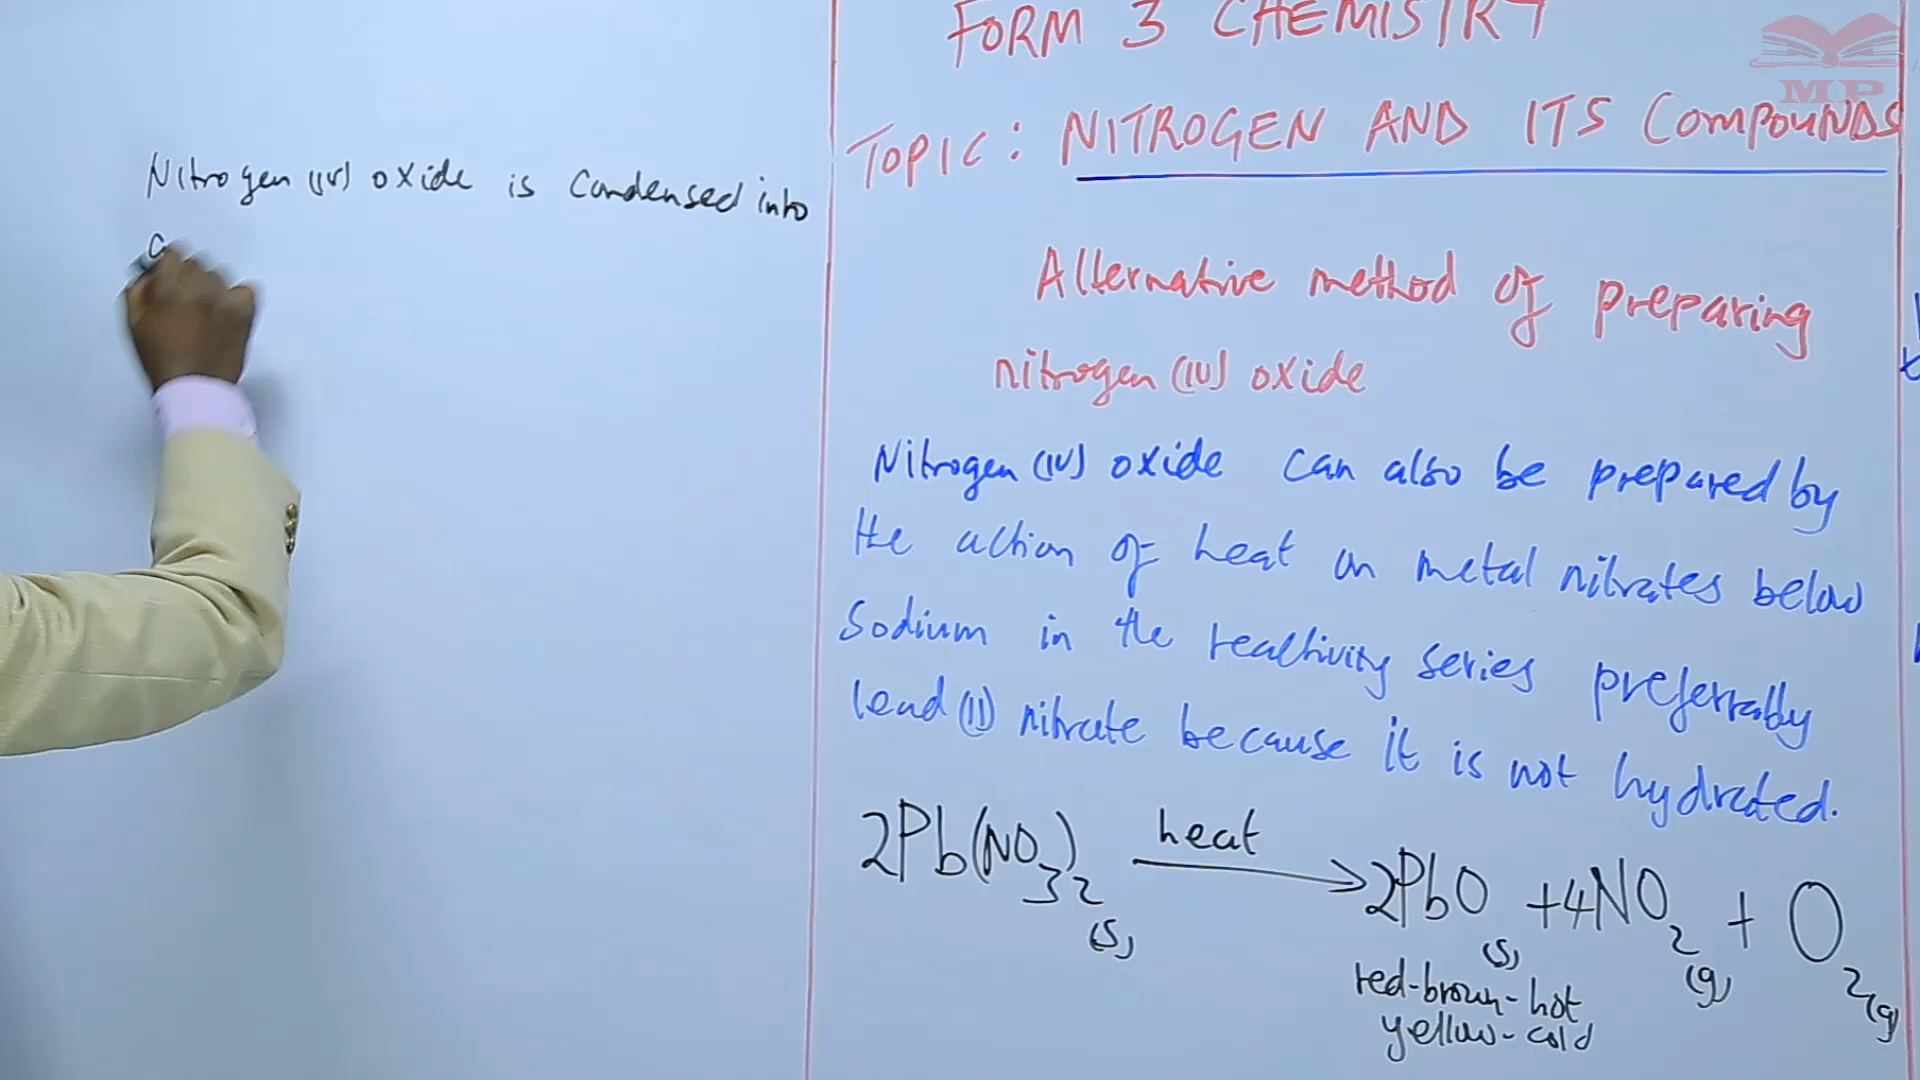 Nitrogen (IV) oxide is condensed into
FORM 3 CHEMISTRY
TOPIC: NITROGEN AND ITS COMPOUNDS
Alternative method of preparing
nitrogen (IV) oxide
Nitrogen (IV) oxide can also be prepared by
the action of heat on metal nitrates below
Sodium in the reactivity series preferrably
lead (II) nitrate because it is not hydrated.
2Pb(NO3)2(s) heat → 2PbO(s) + 4NO2(g) + O2(g)
red-brown-hot
yellow-cold
MP